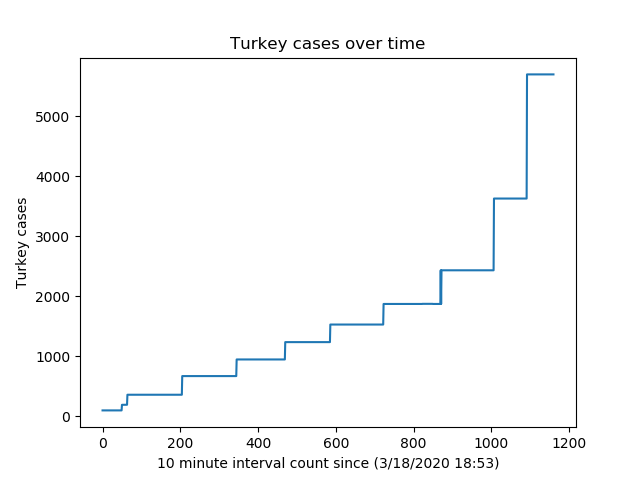 Turkey cases over time
Turkey cases
5000
4000
3000
2000
1000
0
0 200 400 600 800 1000 1200
10 minute interval count since (3/18/2020 18:53)